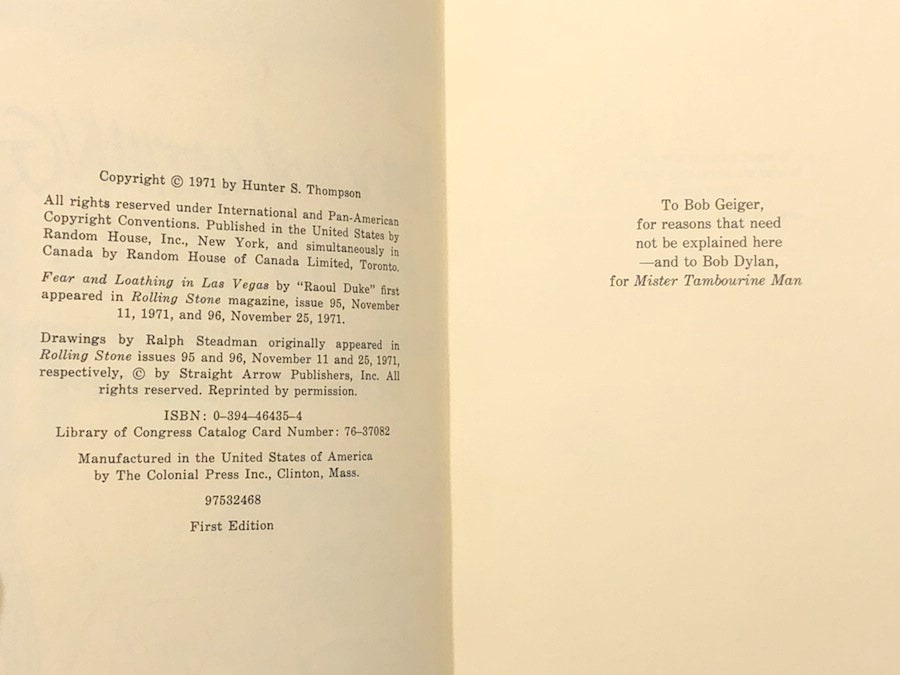 Copyright © 1971 by Hunter S. Thompson
All rights reserved under International and Pan-American
Copyright Conventions. Published in the United States by
Random House, Inc., New York, and simultaneously in
Canada by Random House of Canada Limited, Toronto.
Fear and Loathing in Las Vegas by "Raoul Duke" first
appeared in Rolling Stone magazine, issue 95, November
11, 1971, and 96, November 25, 1971.
Drawings by Ralph Steadman originally appeared in
Rolling Stone issues 95 and 96, November 11 and 25, 1971,
respectively, © by Straight Arrow Publishers, Inc. All
rights reserved. Reprinted by permission.
ISBN: 0–394–46435–4
Library of Congress Catalog Card Number: 76–37082
Manufactured in the United States of America
by The Colonial Press Inc., Clinton, Mass.
97532468
First Edition
To Bob Geiger,
for reasons that need
not be explained here
—and to Bob Dylan,
for Mister Tambourine Man